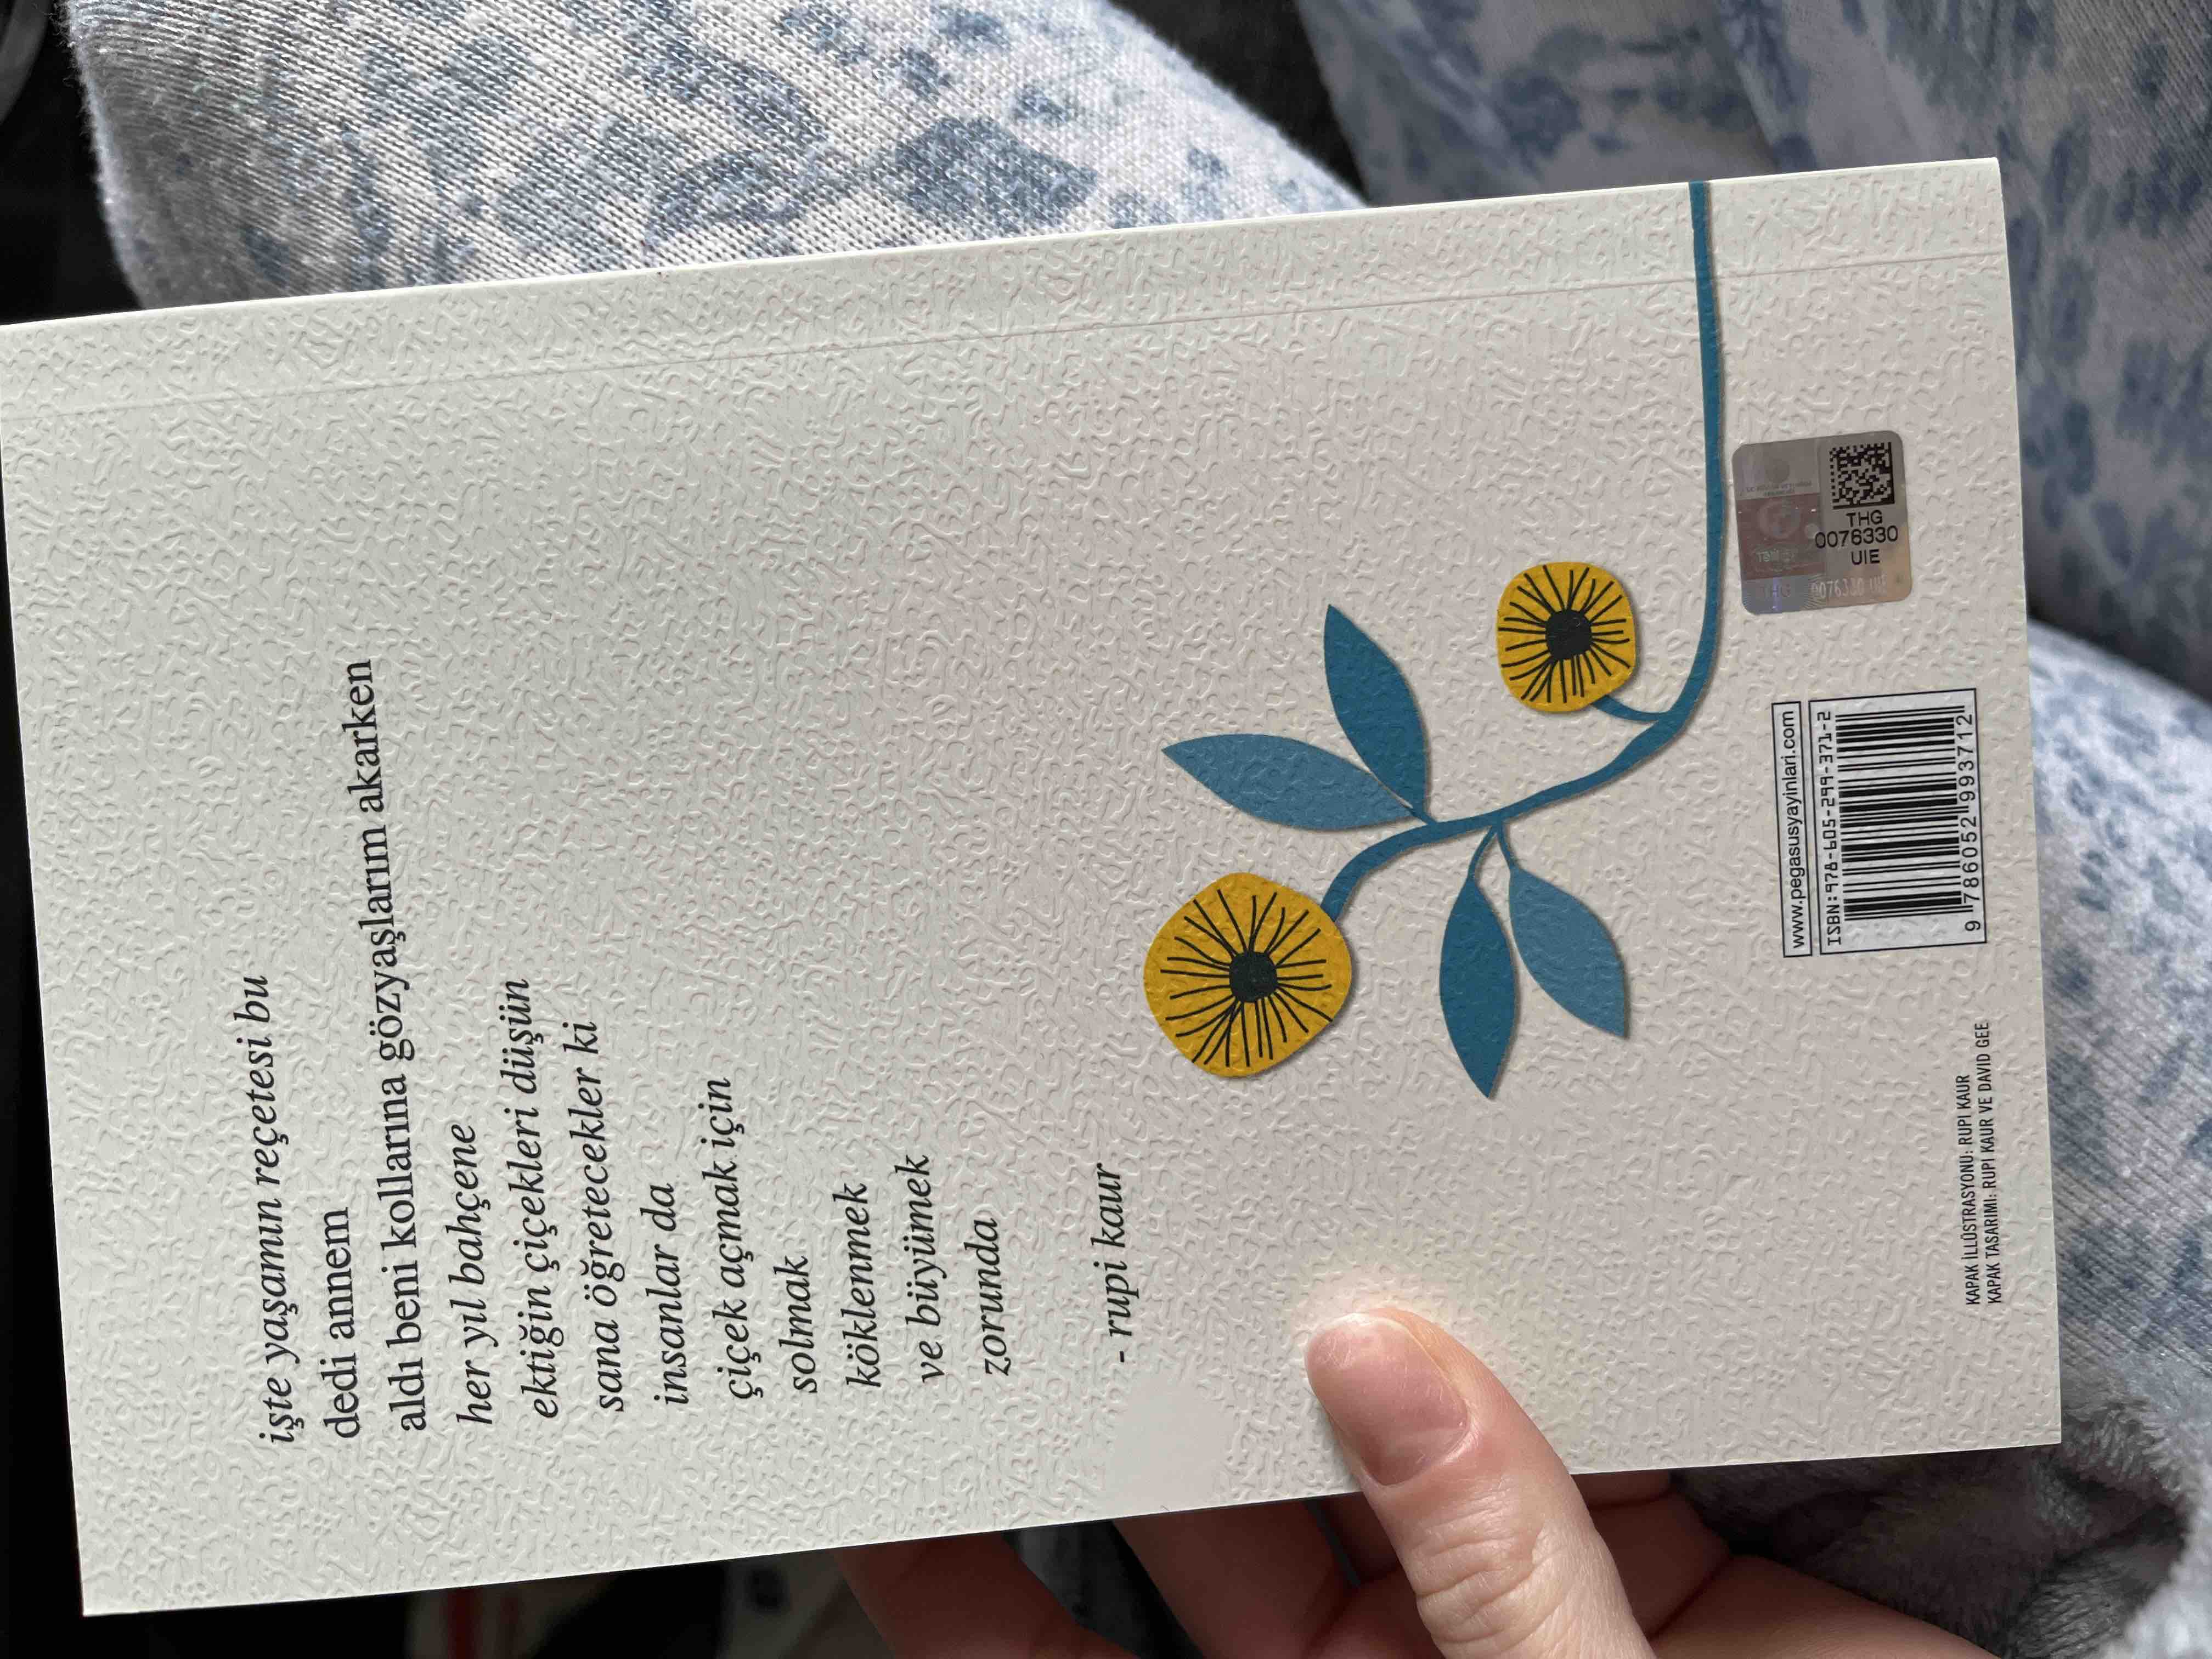 işte yaşamın reçetesi bu
dedi annem
aldı beni kollarına gözyaşlarım akarken
her yıl bahçene
ektiğin çiçekleri düşün
sana öğretecekler ki
insanlar da
çiçek açmak için
solmak
köklenmek
ve büyümek
zorunda
- rupi kaur
KAPAK İLLÜSTRASYONU: RUPI KAUR
KAPAK TASARIMI: RUPI KAUR VE DAVID GEE
www.pegasusyayinlari.com
ISBN:978-605-299-371-2
9 786052 993712
THG
0076330
UIE
0076330 UIE